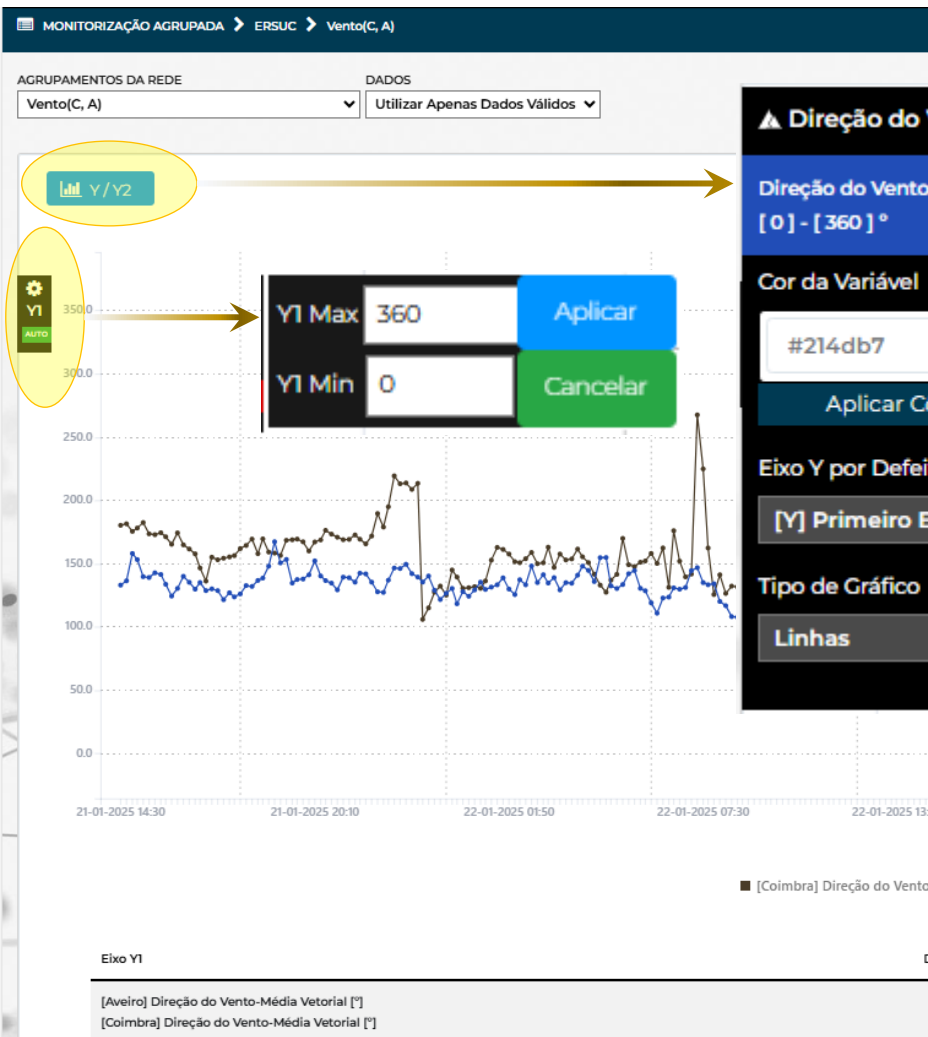 MONITORIZAÇÃO AGRUPADA ERSUC Vento(C, A)
AGRUPAMENTOS DA REDE DADOS
Vento(C, A) Utilizar Apenas Dados Válidos
Y / Y2
Direção do
Direção do Vento
[ 0 ] - [ 360 ] º
Cor da Variável
#214db7
Aplicar
Eixo Y por
[Y] Primeiro
Tipo de Gráfico
Linhas
Y1
AUTO
Y1 Max 360 Aplicar
Y1 Min 0 Cancelar
350.0
300.0
250.0
200.0
150.0
100.0
50.0
0.0
21-01-2025 14:30 21-01-2025 20:10 22-01-2025 01:50 22-01-2025 07:30 22-01-2025
[Coimbra] Direção do Vento
Eixo Y1
[Aveiro] Direção do Vento-Média Vetorial [º]
[Coimbra] Direção do Vento-Média Vetorial [º]